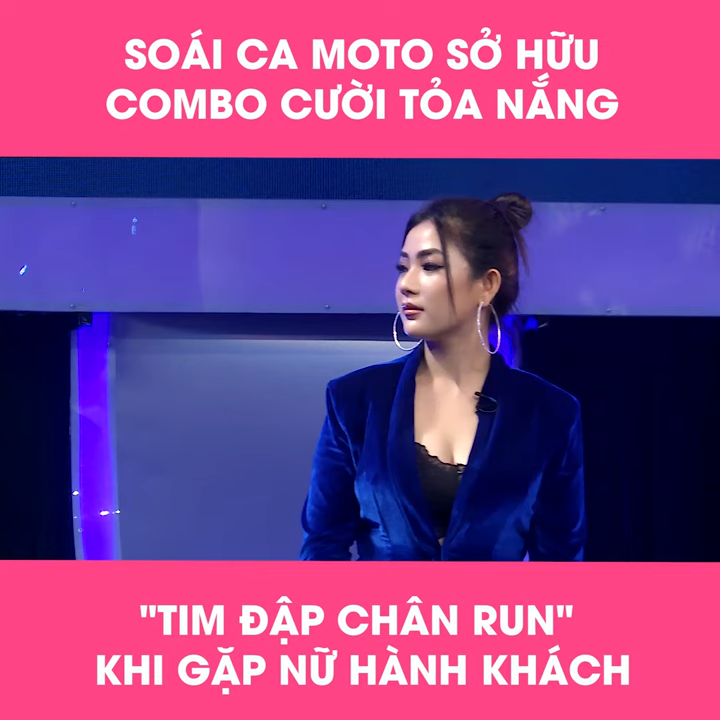 SOÁI CA MOTO SỞ HỮU
COMBO CƯỜI TỎA NẮNG
"TIM ĐẬP CHÂN RUN"
KHI GẶP NỮ HÀNH KHÁCH